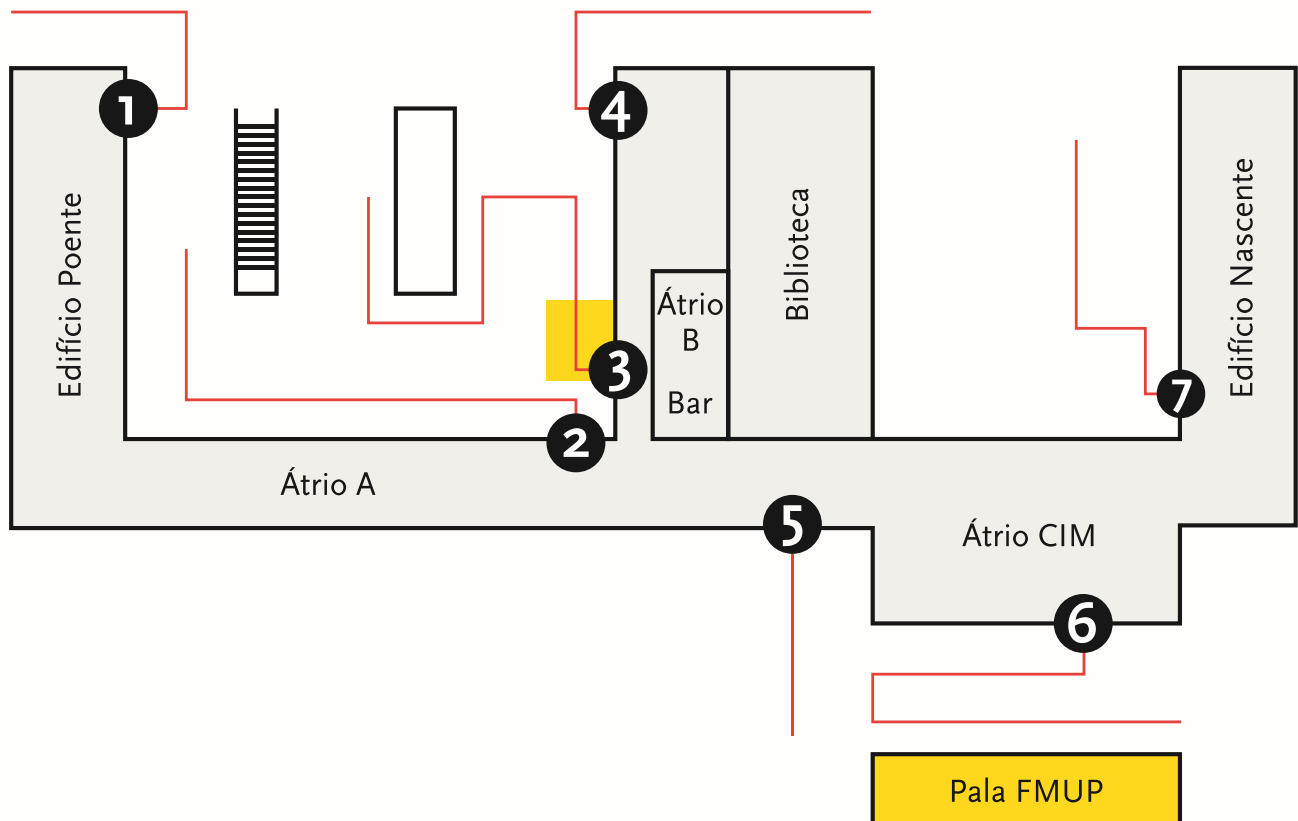 1
4
Edifício Poente
Biblioteca
Edifício Nascente
Átrio
B
Bar
3
7
2
Átrio A
5
Átrio CIM
6
Pala FMUP